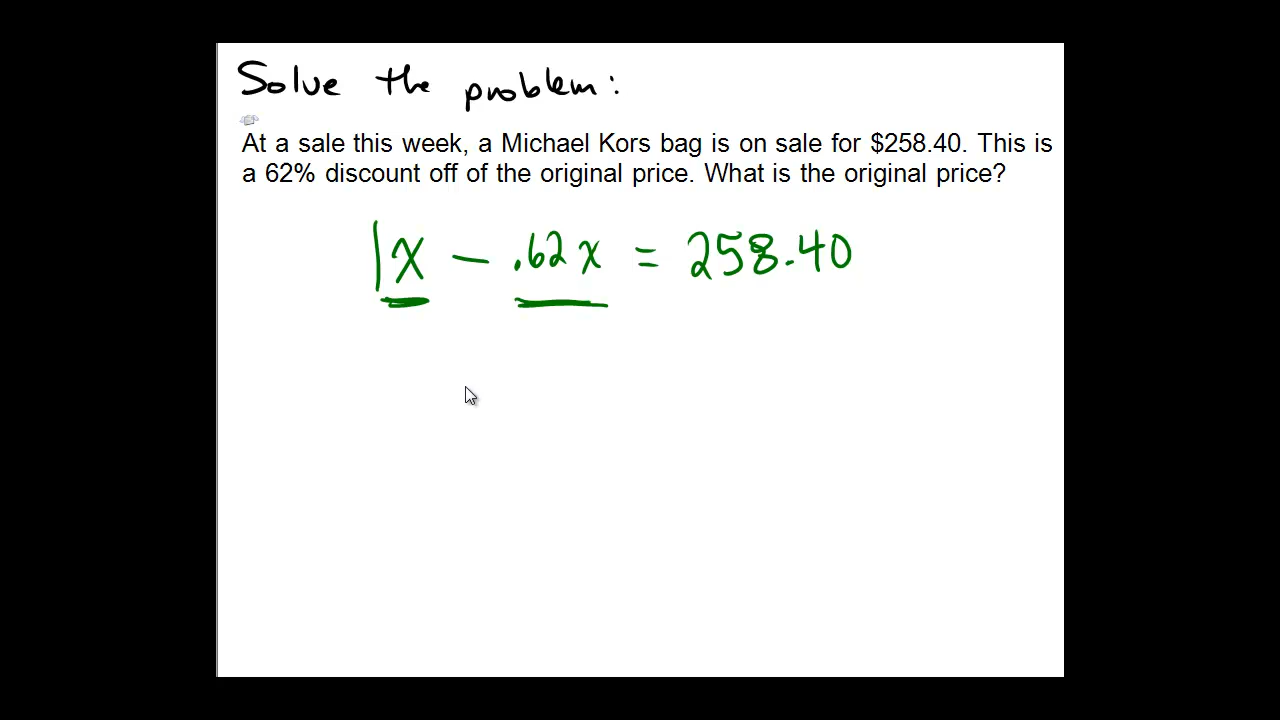 Solve the problem:
At a sale this week, a Michael Kors bag is on sale for $258.40. This is
a 62% discount off of the original price. What is the original price?
1x - .62x = 258.40